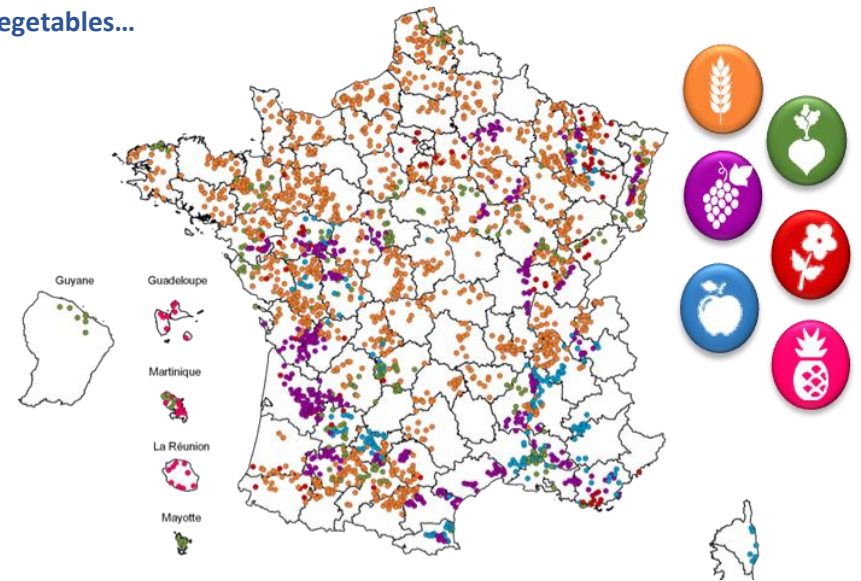 egetables…
Guyane
Guadeloupe
Martinique
La Réunion
Mayotte